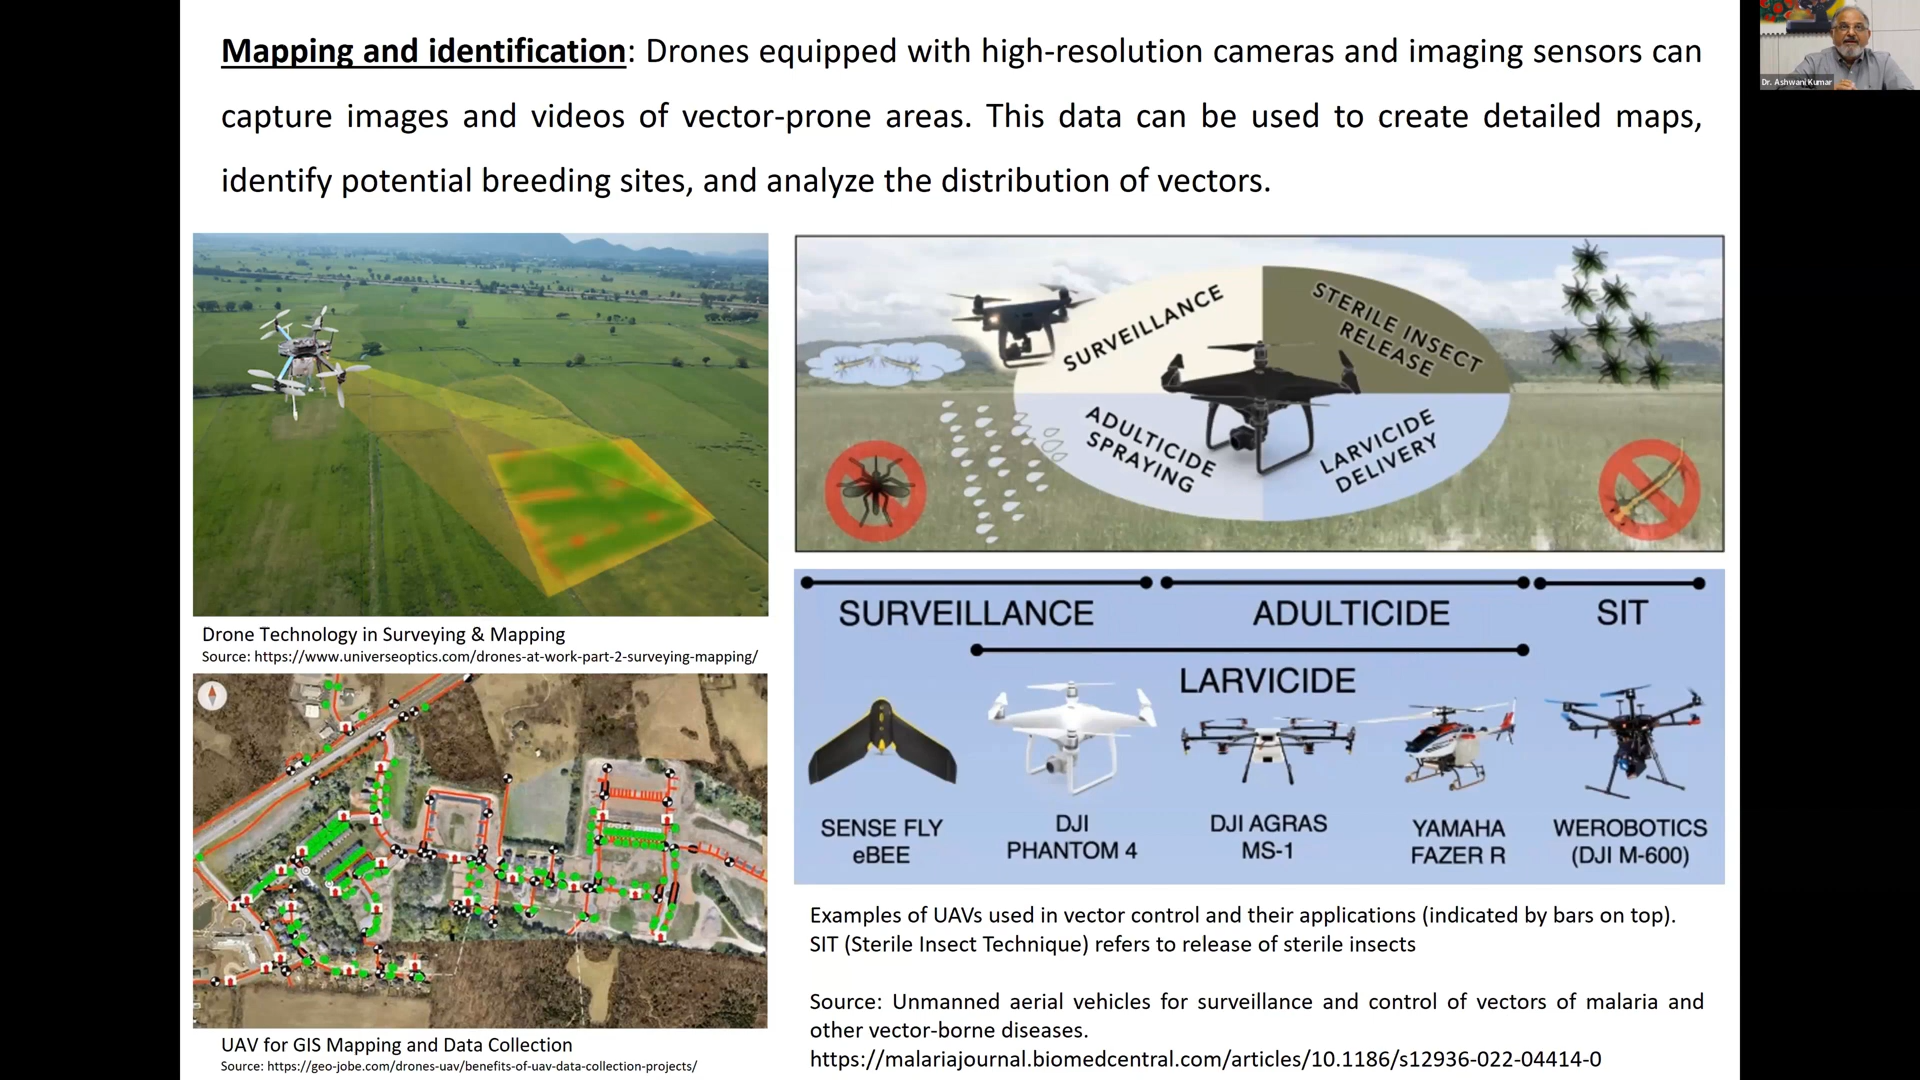 Mapping and identification: Drones equipped with high-resolution cameras and imaging sensors can
capture images and videos of vector-prone areas. This data can be used to create detailed maps,
identify potential breeding sites, and analyze the distribution of vectors.
Dr. Ashwani Kumar
Drone Technology in Surveying & Mapping
Source: https://www.universeoptics.com/drones-at-work-part-2-surveying-mapping/
UAV for GIS Mapping and Data Collection
Source: https://geo-jobe.com/drones-uav/benefits-of-uav-data-collection-projects/
SURVEILLANCE
STERILE INSECT
RELEASE
ADULTICIDE
SPRAYING
LARVICIDE
DELIVERY
SURVEILLANCE
ADULTICIDE
SIT
LARVICIDE
SENSE FLY
eBEE
DJI
PHANTOM 4
DJI AGRAS
MS-1
YAMAHA
FAZER R
WEROBOTICS
(DJI M-600)
Examples of UAVs used in vector control and their applications (indicated by bars on top).
SIT (Sterile Insect Technique) refers to release of sterile insects
Source: Unmanned aerial vehicles for surveillance and control of vectors of malaria and
other vector-borne diseases.
https://malariajournal.biomedcentral.com/articles/10.1186/s12936-022-04414-0